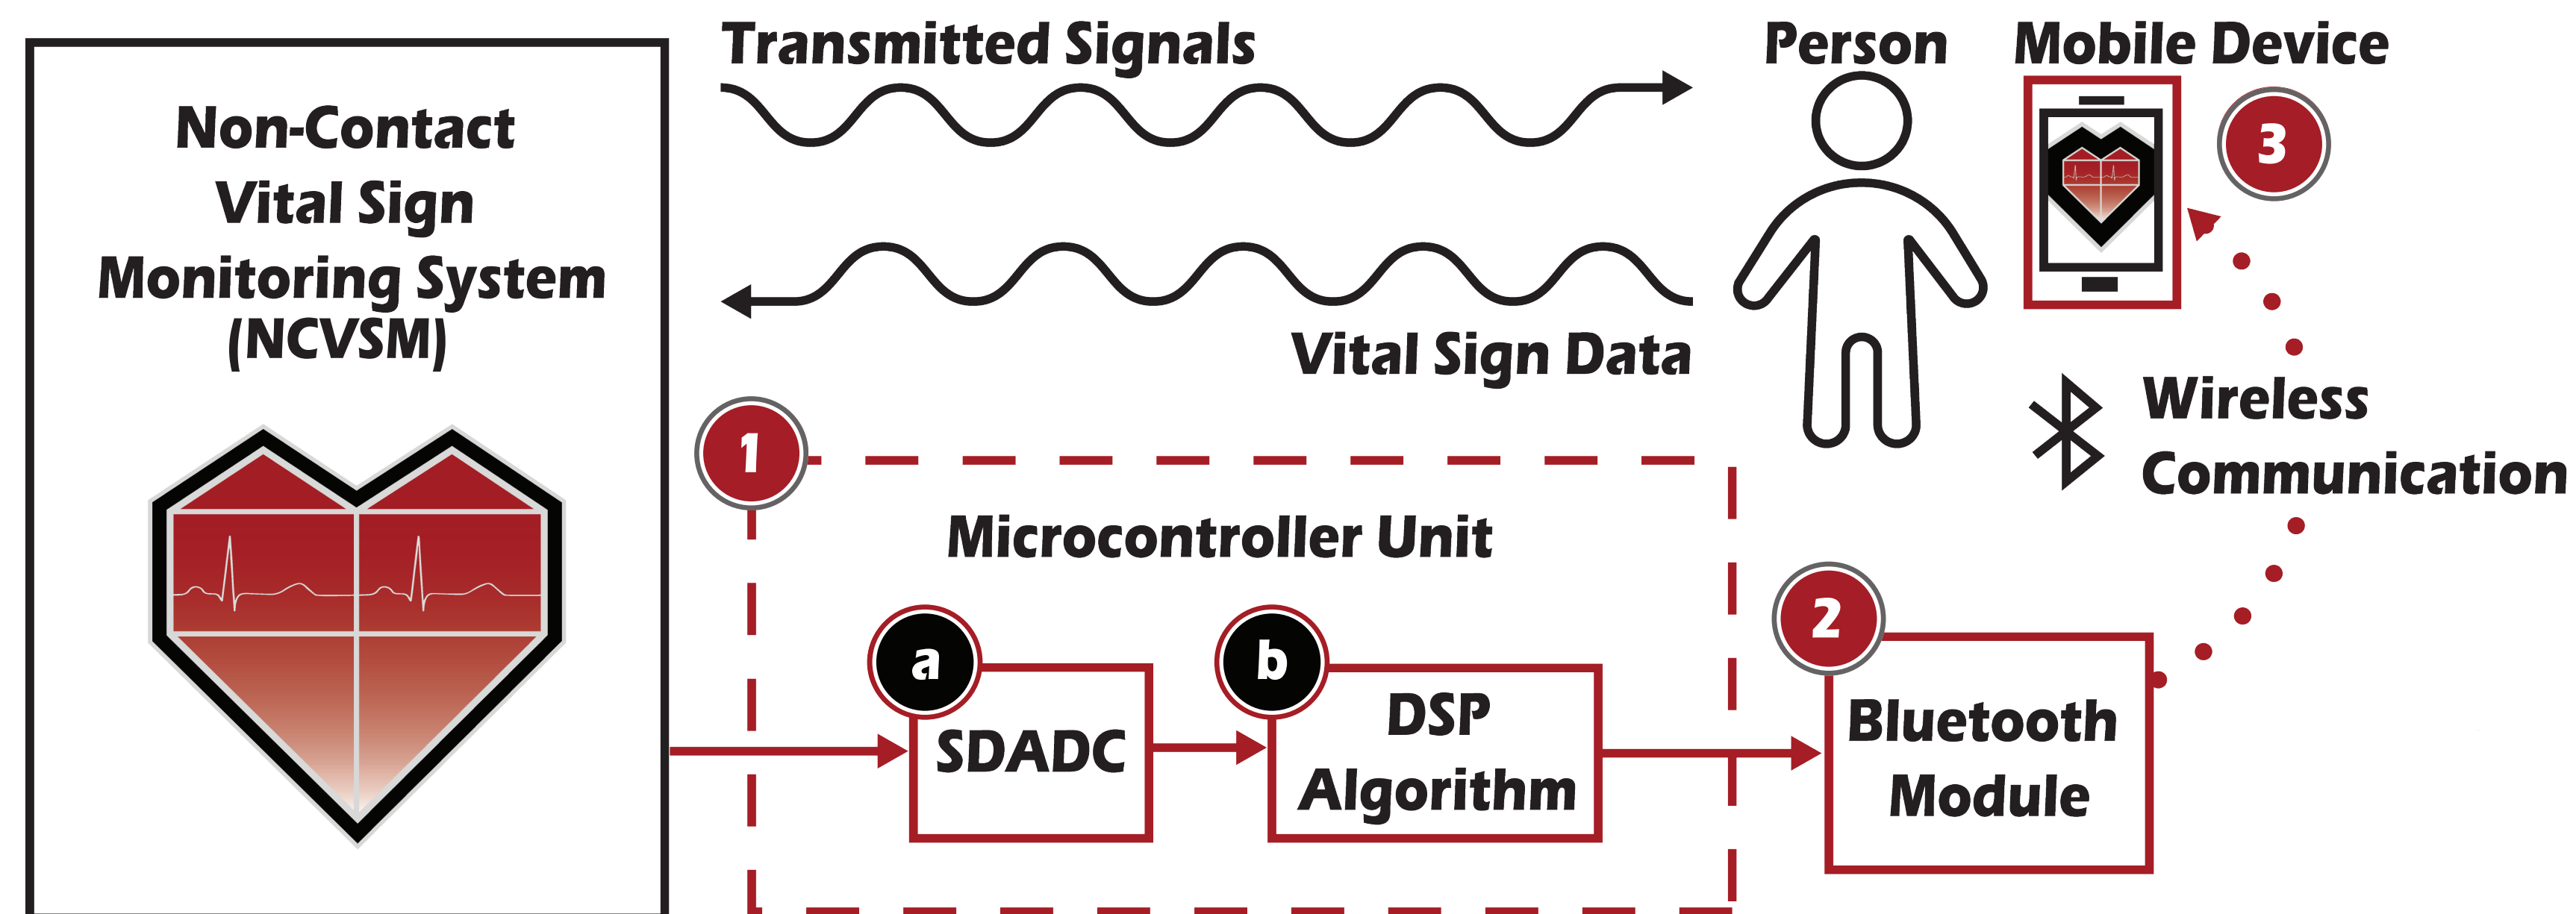 Non-Contact
Vital Sign
Monitoring System
(NCVSM)
Transmitted Signals
Vital Sign Data
Person
Mobile Device
3
Wireless
Communication
1
Microcontroller Unit
a
SDADC
b
DSP
Algorithm
2
Bluetooth
Module